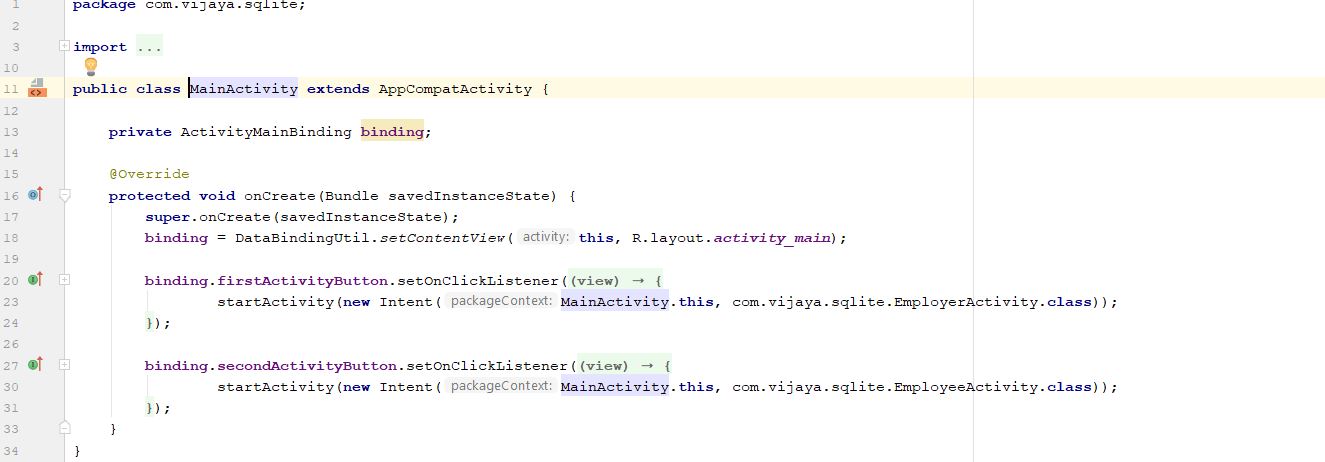 1 package com.vijaya.sqlite;
2
3 import ...
10
11 public class MainActivity extends AppCompatActivity {
12
13 private ActivityMainBinding binding;
14
15 @Override
16 protected void onCreate(Bundle savedInstanceState) {
17 super.onCreate(savedInstanceState);
18 binding = DataBindingUtil.setContentView( activity: this, R.layout.activity_main);
19
20 binding.firstActivityButton.setOnClickListener((view) → {
23 startActivity(new Intent( packageContext: MainActivity.this, com.vijaya.sqlite.EmployerActivity.class));
24 });
26
27 binding.secondActivityButton.setOnClickListener((view) → {
30 startActivity(new Intent( packageContext: MainActivity.this, com.vijaya.sqlite.EmployeeActivity.class));
31 });
33 }
34 }